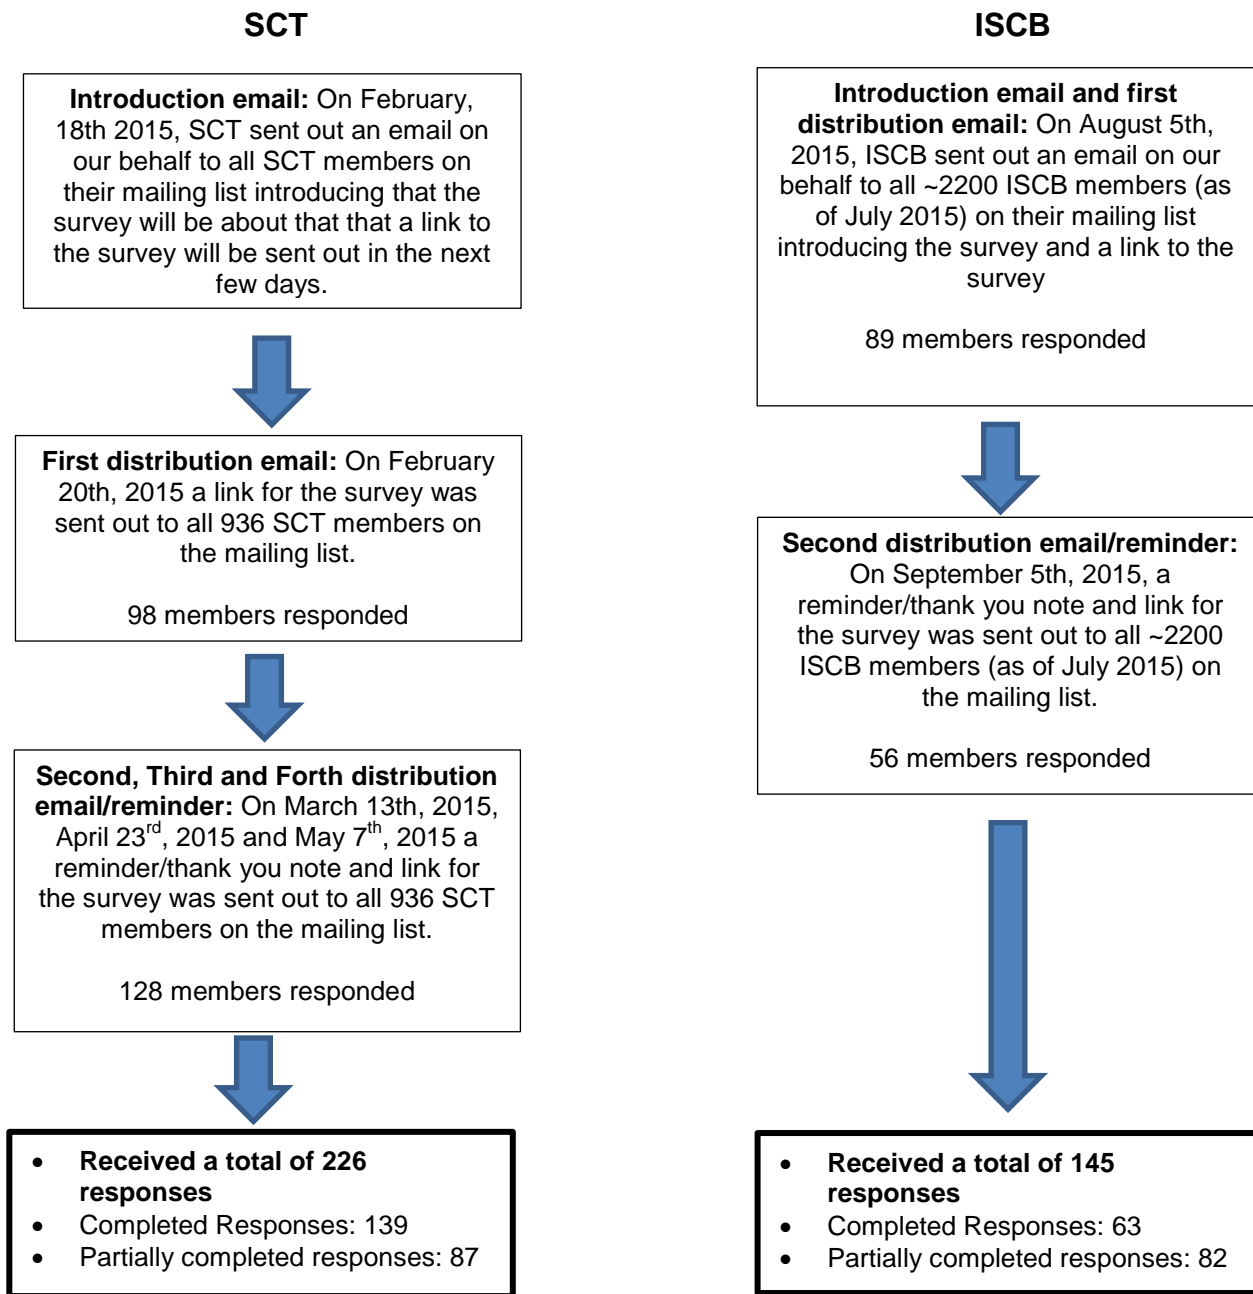 SCT
Introduction email: On February,
18th 2015, SCT sent out an email on
our behalf to all SCT members on
their mailing list introducing that the
survey will be about that that a link to
the survey will be sent out in the next
few days.
First distribution email: On February
20th, 2015 a link for the survey was
sent out to all 936 SCT members on
the mailing list.
98 members responded
Second, Third and Forth distribution
email/reminder: On March 13th, 2015,
April 23rd, 2015 and May 7th, 2015 a
reminder/thank you note and link for
the survey was sent out to all 936 SCT
members on the mailing list.
128 members responded
• Received a total of 226
responses
• Completed Responses: 139
• Partially completed responses: 87
ISCB
Introduction email and first
distribution email: On August 5th,
2015, ISCB sent out an email on our
behalf to all ~2200 ISCB members (as
of July 2015) on their mailing list
introducing the survey and a link to the
survey
89 members responded
Second distribution email/reminder:
On September 5th, 2015, a
reminder/thank you note and link for
the survey was sent out to all ~2200
ISCB members (as of July 2015) on
the mailing list.
56 members responded
• Received a total of 145
responses
• Completed Responses: 63
• Partially completed responses: 82